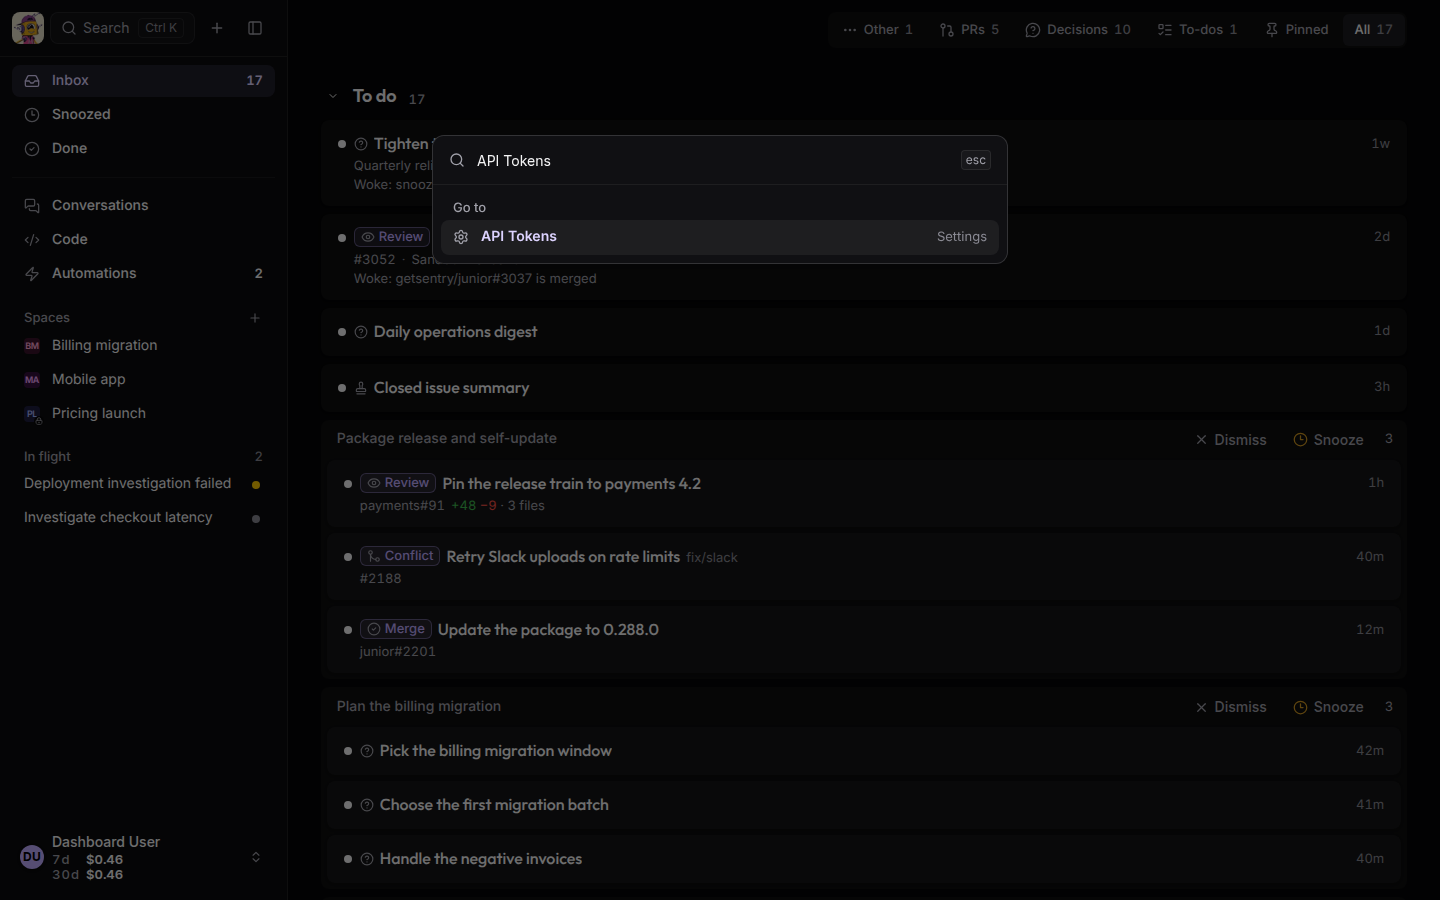 Search Ctrl K
Inbox 17
Snoozed
Done
Conversations
Code
Automations 2
Spaces
BM Billing migration
MA Mobile app
PL Pricing launch
In flight 2
Deployment investigation failed
Investigate checkout latency
DU Dashboard User
7d $0.46
30d $0.46
Other 1 PRs 5 Decisions 10 To-dos 1 Pinned All 17
To do 17
Tighten 1w
Quarterly reli
Woke: snooz
API Tokens esc
Go to
API Tokens Settings
Review 2d
#3052 · San
Woke: getsentry/junior#3037 is merged
Daily operations digest 1d
Closed issue summary 3h
Package release and self-update Dismiss Snooze 3
Review Pin the release train to payments 4.2 1h
payments#91 +48 −9 · 3 files
Conflict Retry Slack uploads on rate limits fix/slack 40m
#2188
Merge Update the package to 0.288.0 12m
junior#2201
Plan the billing migration Dismiss Snooze 3
Pick the billing migration window 42m
Choose the first migration batch 41m
Handle the negative invoices 40m